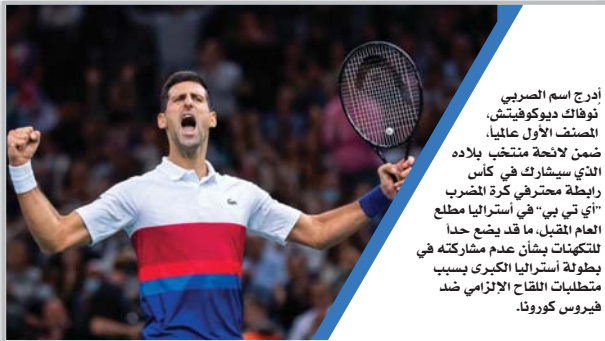 أدرج اسم الصربي
نوفاك ديوكوفيتش،
المصنف الأول عالمياً،
ضمن لائحة منتخب بلاده
الذي سيشارك في كأس
رابطة محترفي كرة المضرب
"أي تي بي" في أستراليا مطلع
العام المقبل، ما قد يضع حداً
للتكهنات بشأن عدم مشاركته في
بطولة أستراليا الكبرى بسبب
متطلبات اللقاح الإلزامي ضد
فيروس كورونا.